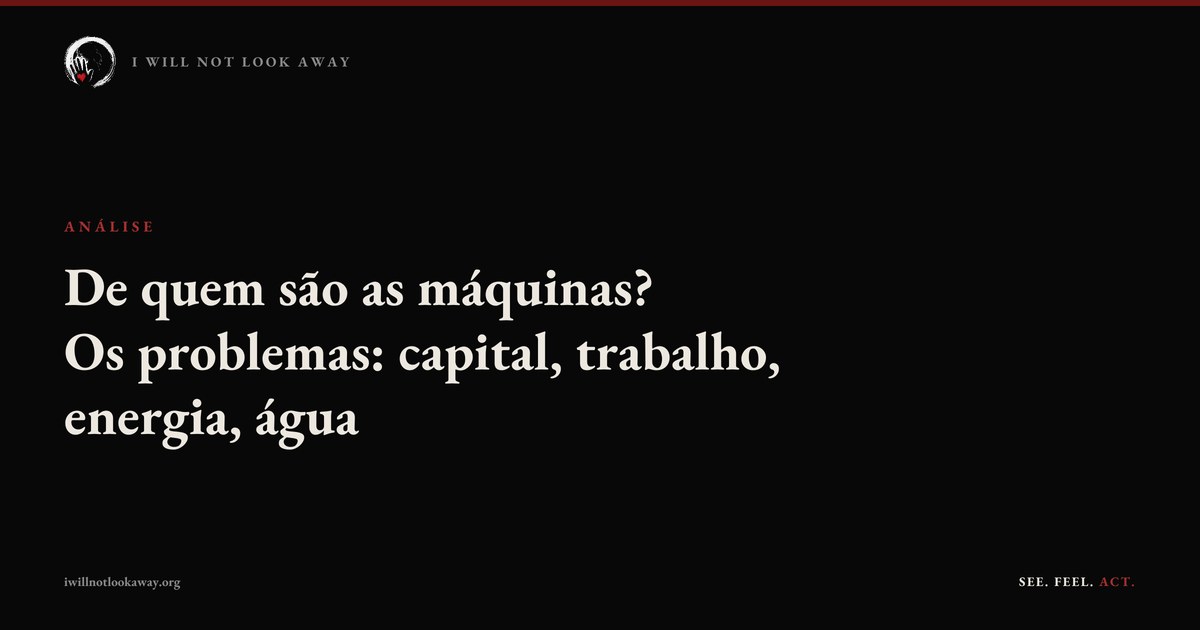 I WILL NOT LOOK AWAY
ANÁLISE
De quem são as máquinas?
Os problemas: capital, trabalho,
energia, água
iwillnotlookaway.org
SEE. FEEL. ACT.